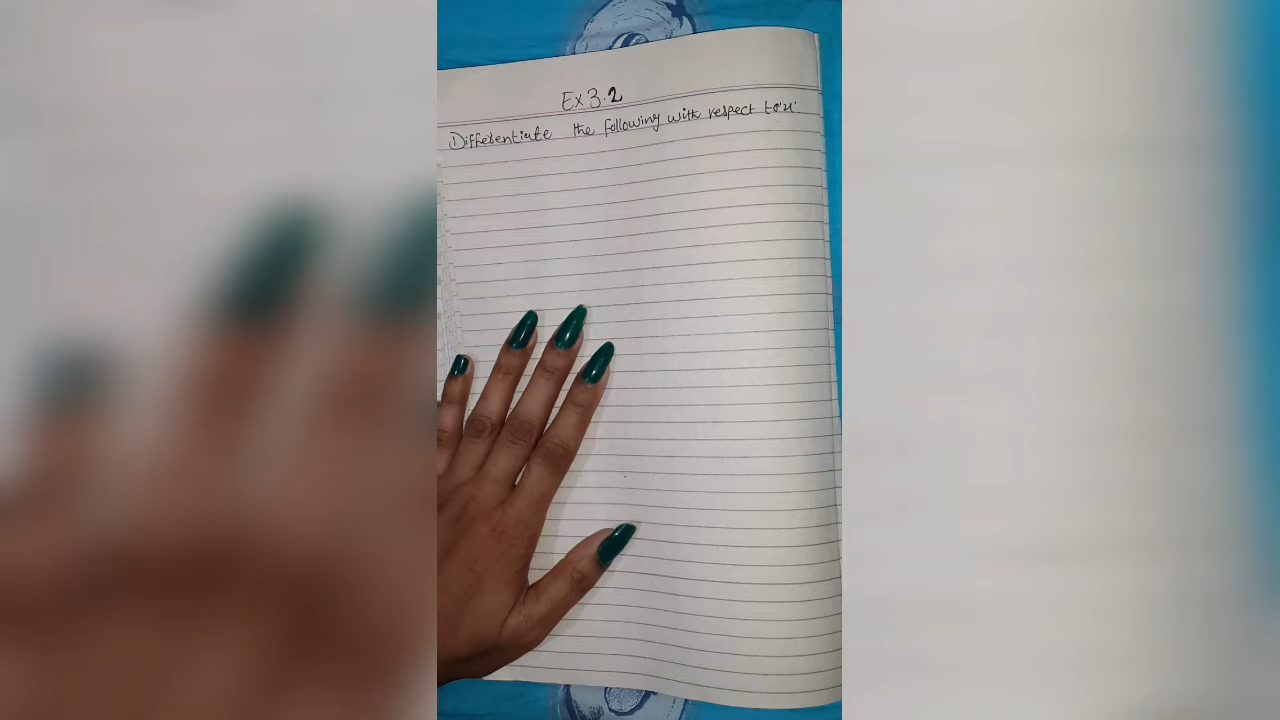 Ex 3.2
Differentiate the following with respect to 'x'.